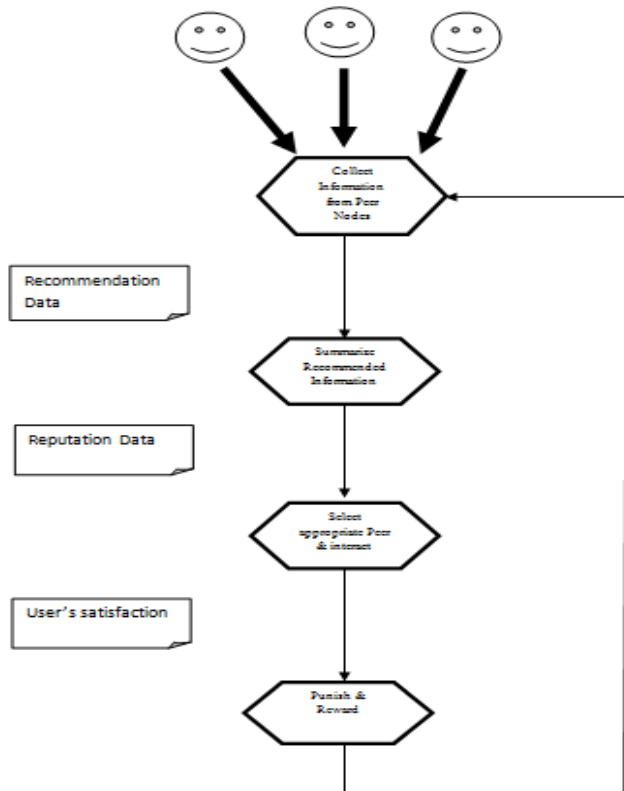 Collect
Information
from Peer
Nodes
Recommendation
Data
Summarize
Recommended
Information
Reputation Data
Select
appropriate Peer
& interact
User's satisfaction
Punish &
Reward